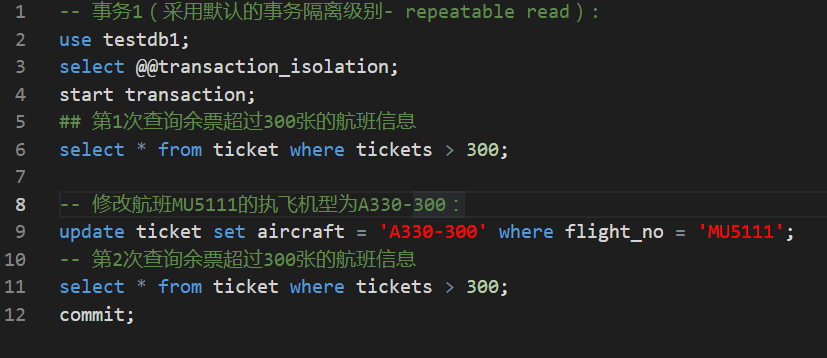 1 -- 事务1（采用默认的事务隔离级别- repeatable read）:
2 use testdb1;
3 select @@transaction_isolation;
4 start transaction;
5 ## 第1次查询余票超过300张的航班信息
6 select * from ticket where tickets > 300;
7
8 -- 修改航班MU5111的执飞机型为A330-300：
9 update ticket set aircraft = 'A330-300' where flight_no = 'MU5111';
10 -- 第2次查询余票超过300张的航班信息
11 select * from ticket where tickets > 300;
12 commit;